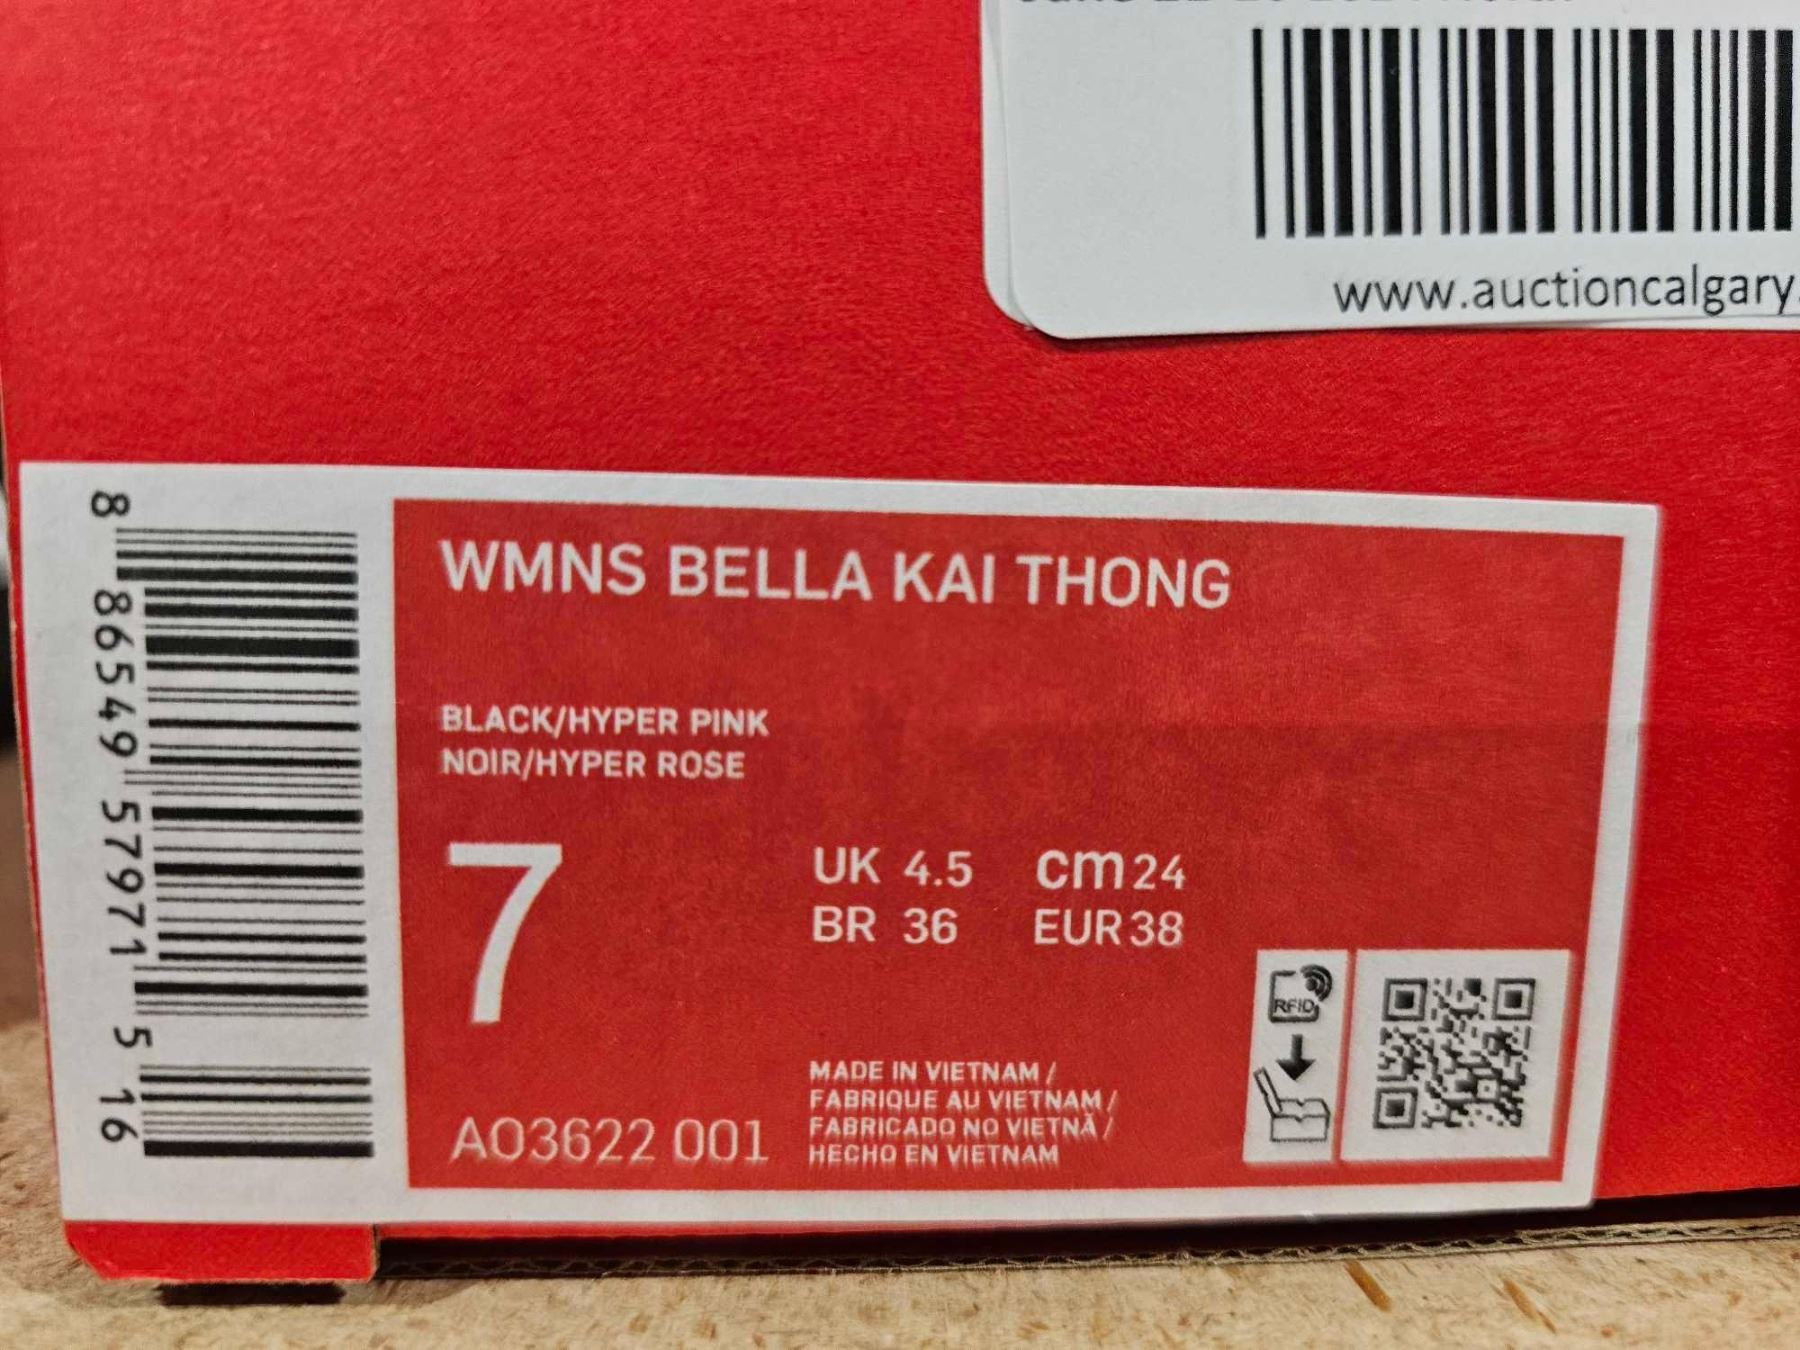 www.auctioncalgary.
WMNS BELLA KAI THONG
BLACK/HYPER PINK
NOIR/HYPER ROSE
7
UK 4.5 cm 24
BR 36 EUR 38
AO3622 001
MADE IN VIETNAM /
FABRIQUE AU VIETNAM /
FABRICADO NO VIETNÃ /
HECHO EN VIETNAM
RFID
8 86549 57971 5 16